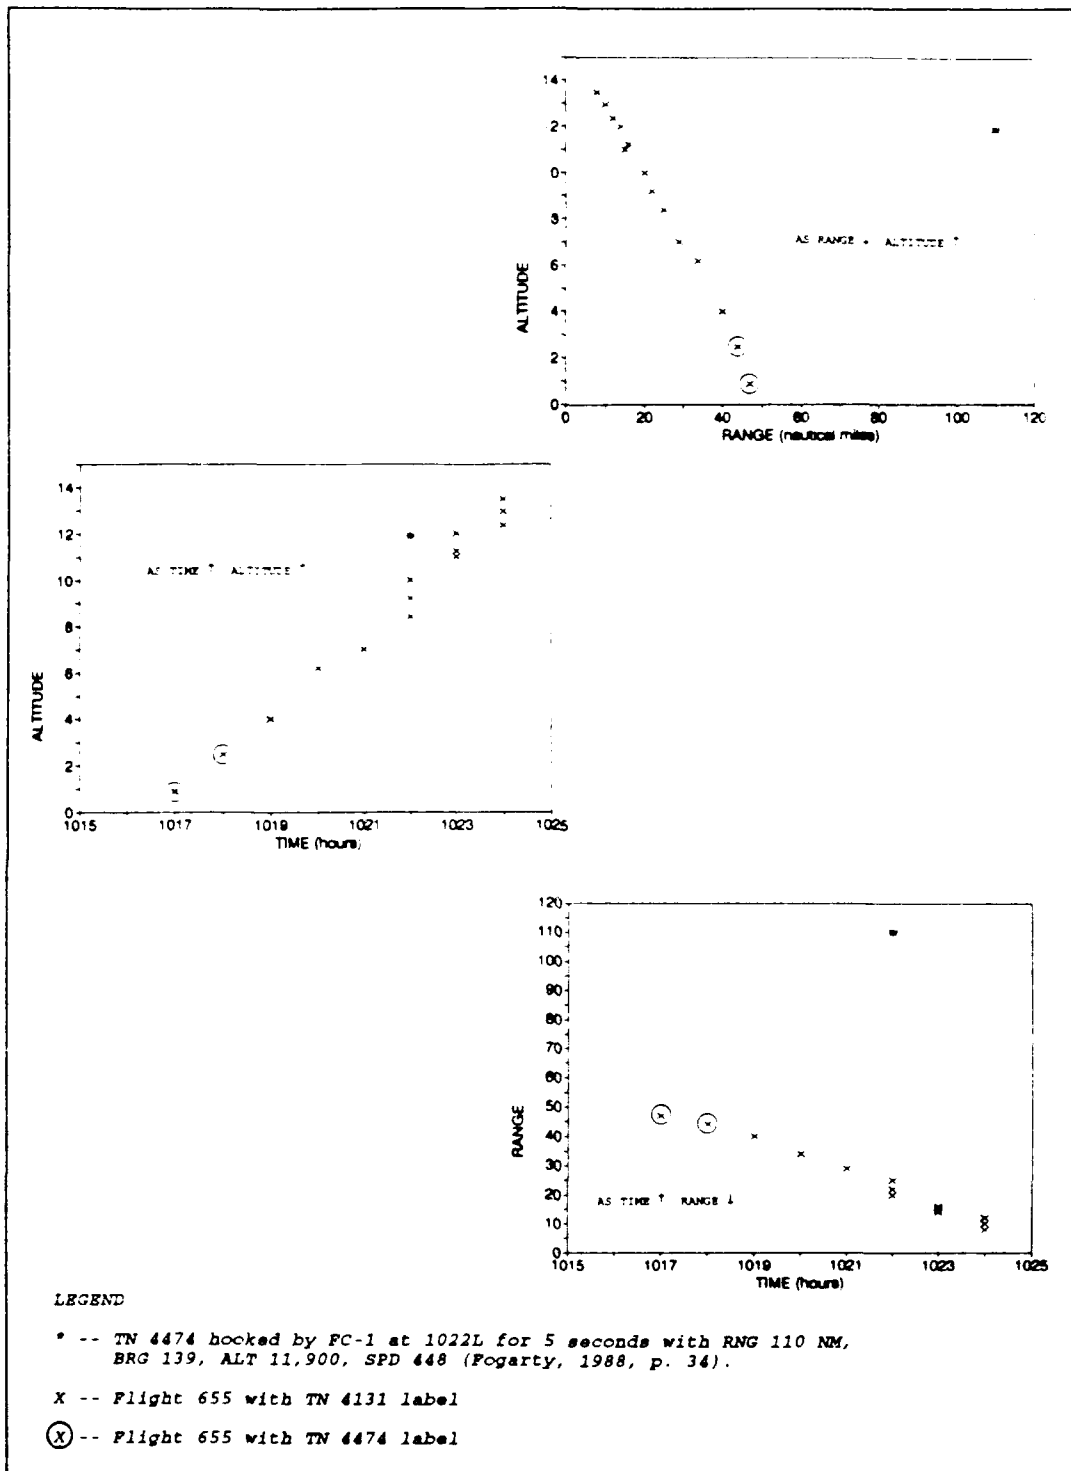 14
2
0
8
6
4
2
0
ALTITUDE
AS RANGE ↓ ALTITUDE ↑
0 20 40 60 80 100 120
RANGE (nautical miles)
14
12
10
8
6
4
2
0
ALTITUDE
AS TIME ↑ ALTITUDE ↑
1015 1017 1019 1021 1023 1025
TIME (hours)
120
110
100
90
80
70
60
50
40
30
20
10
0
RANGE
AS TIME ↑ RANGE ↓
1015 1017 1019 1021 1023 1025
TIME (hours)
LEGEND
* -- TN 4474 hooked by FC-1 at 1022L for 5 seconds with RNG 110 NM,
BRG 139, ALT 11,900, SPD 448 (Fogarty, 1988, p. 34).
X -- Flight 655 with TN 4131 label
Ⓧ -- Flight 655 with TN 4474 label